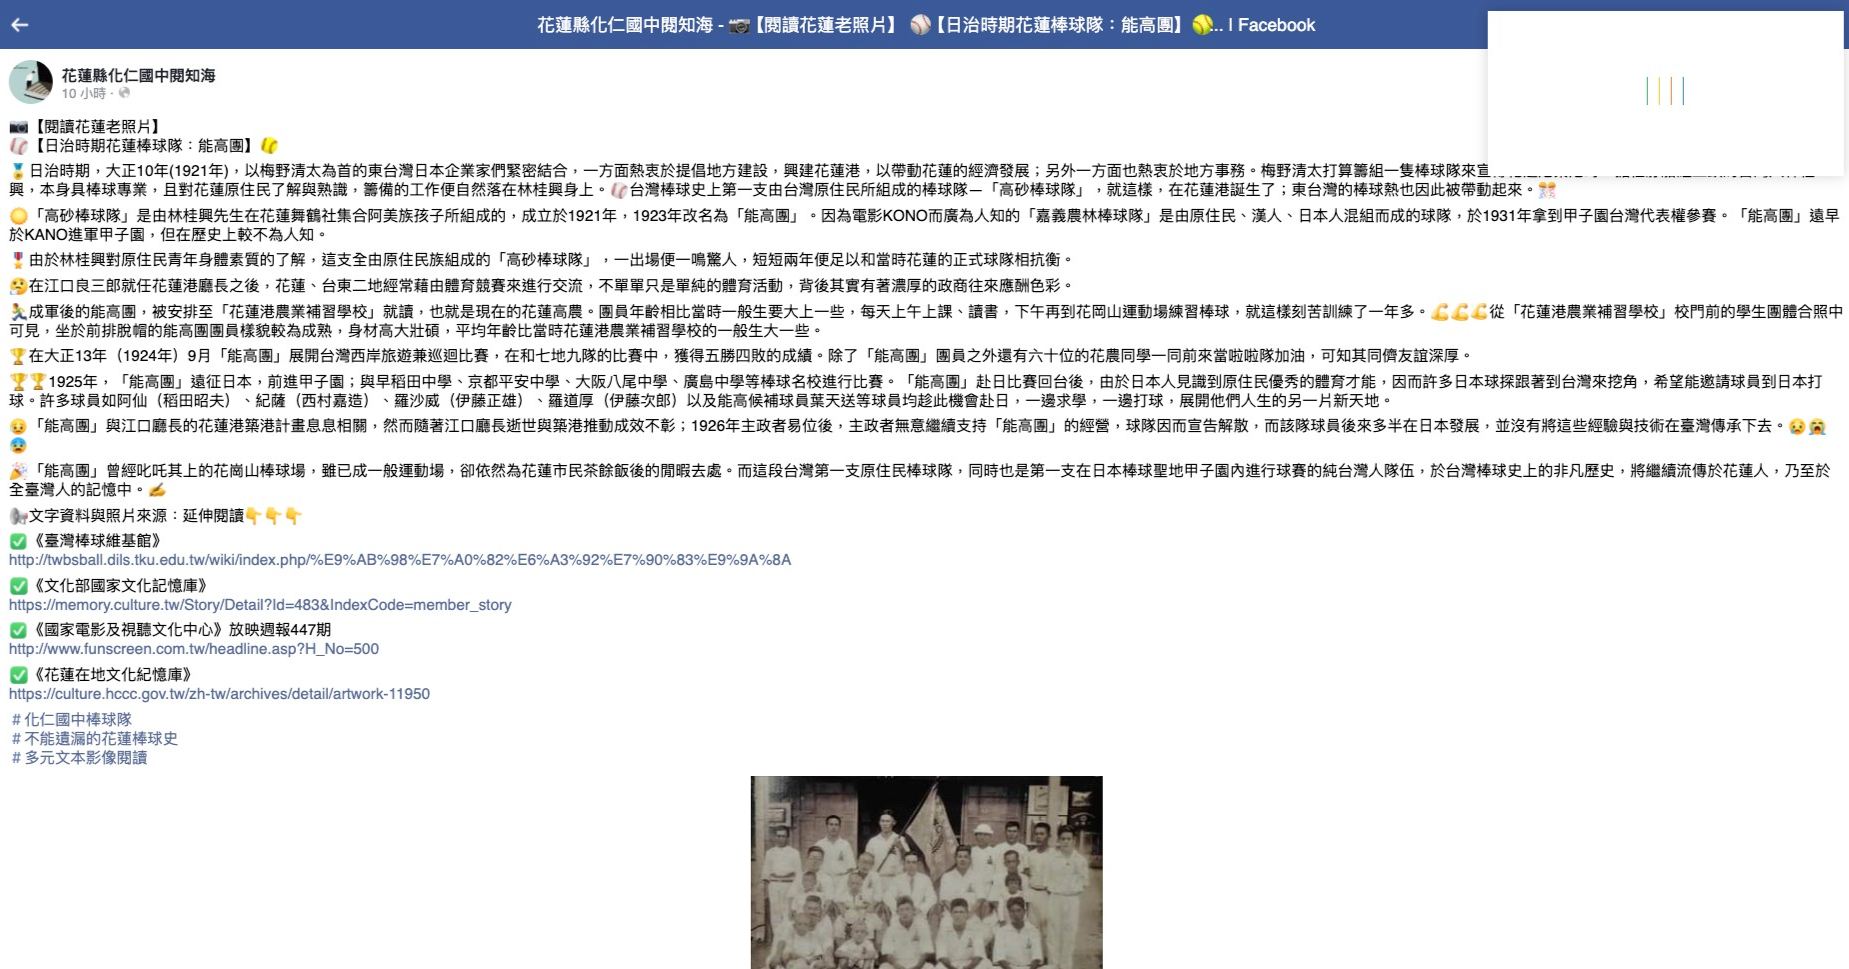 花蓮縣化仁國中閱知海 - 📷【閱讀花蓮老照片】 ⚾【日治時期花蓮棒球隊：能高團】🥎... | Facebook
花蓮縣化仁國中閱知海
10 小時 ·
📷【閱讀花蓮老照片】
⚾【日治時期花蓮棒球隊：能高團】🥎
🏅日治時期，大正10年(1921年)，以梅野清太為首的東台灣日本企業家們緊密結合，一方面熱衷於提倡地方建設，興建花蓮港，以帶動花蓮的經濟發展；另外一方面也熱衷於地方事務。梅野清太打算籌組一隻棒球隊來宣
興，本身具棒球專業，且對花蓮原住民了解與熟識，籌備的工作便自然落在林桂興身上。⚾台灣棒球史上第一支由台灣原住民所組成的棒球隊—「高砂棒球隊」，就這樣，在花蓮港誕生了；東台灣的棒球熱也因此被帶動起來。🎊
🌕「高砂棒球隊」是由林桂興先生在花蓮舞鶴社集合阿美族孩子所組成的，成立於1921年，1923年改名為「能高團」。因為電影KONO而廣為人知的「嘉義農林棒球隊」是由原住民、漢人、日本人混組而成的球隊，於1931年拿到甲子園台灣代表權參賽。「能高團」遠早
於KANO進軍甲子園，但在歷史上較不為人知。
🎖由於林桂興對原住民青年身體素質的了解，這支全由原住民族組成的「高砂棒球隊」，一出場便一鳴驚人，短短兩年便足以和當時花蓮的正式球隊相抗衡。
🤔在江口良三郎就任花蓮港廳長之後，花蓮、台東二地經常藉由體育競賽來進行交流，不單單只是單純的體育活動，背後其實有著濃厚的政商往來應酬色彩。
🏃成軍後的能高團，被安排至「花蓮港農業補習學校」就讀，也就是現在的花蓮高農。團員年齡相比當時一般生要大上一些，每天上午上課、讀書，下午再到花岡山運動場練習棒球，就這樣刻苦訓練了一年多。💪💪💪從「花蓮港農業補習學校」校門前的學生團體合照中
可見，坐於前排脫帽的能高團團員樣貌較為成熟，身材高大壯碩，平均年齡比當時花蓮港農業補習學校的一般生大一些。
🏆在大正13年（1924年）9月「能高團」展開台灣西岸旅遊兼巡迴比賽，在和七地九隊的比賽中，獲得五勝四敗的成績。除了「能高團」團員之外還有六十位的花農同學一同前來當啦啦隊加油，可知其同儕友誼深厚。
🏆🏆1925年，「能高團」遠征日本，前進甲子園；與早稻田中學、京都平安中學、大阪八尾中學、廣島中學等棒球名校進行比賽。「能高團」赴日比賽回台後，由於日本人見識到原住民優秀的體育才能，因而許多日本球探跟著到台灣來挖角，希望能邀請球員到日本打
球。許多球員如阿仙（稻田昭夫）、紀薩（西村嘉造）、羅沙威（伊藤正雄）、羅道厚（伊藤次郎）以及能高候補球員葉天送等球員均趁此機會赴日，一邊求學，一邊打球，展開他們人生的另一片新天地。
😥「能高團」與江口廳長的花蓮港築港計畫息息相關，然而隨著江口廳長逝世與築港推動成效不彰；1926年主政者易位後，主政者無意繼續支持「能高團」的經營，球隊因而宣告解散，而該隊球員後來多半在日本發展，並沒有將這些經驗與技術在臺灣傳承下去。😥😭
😰
🎉「能高團」曾經叱吒其上的花崗山棒球場，雖已成一般運動場，卻依然為花蓮市民茶餘飯後的閒暇去處。而這段台灣第一支原住民棒球隊，同時也是第一支在日本棒球聖地甲子園內進行球賽的純台灣人隊伍，於台灣棒球史上的非凡歷史，將繼續流傳於花蓮人，乃至於
全臺灣人的記憶中。✍
📢文字資料與照片來源：延伸閱讀👇👇👇
✅《臺灣棒球維基館》
http://twbsball.dils.tku.edu.tw/wiki/index.php/%E9%AB%98%E7%A0%82%E6%A3%92%E7%90%83%E9%9A%8A
✅《文化部國家文化記憶庫》
https://memory.culture.tw/Story/Detail?Id=483&IndexCode=member_story
✅《國家電影及視聽文化中心》放映週報447期
http://www.funscreen.com.tw/headline.asp?H_No=500
✅《花蓮在地文化紀憶庫》
https://culture.hccc.gov.tw/zh-tw/archives/detail/artwork-11950
#化仁國中棒球隊
#不能遺漏的花蓮棒球史
#多元文本影像閱讀